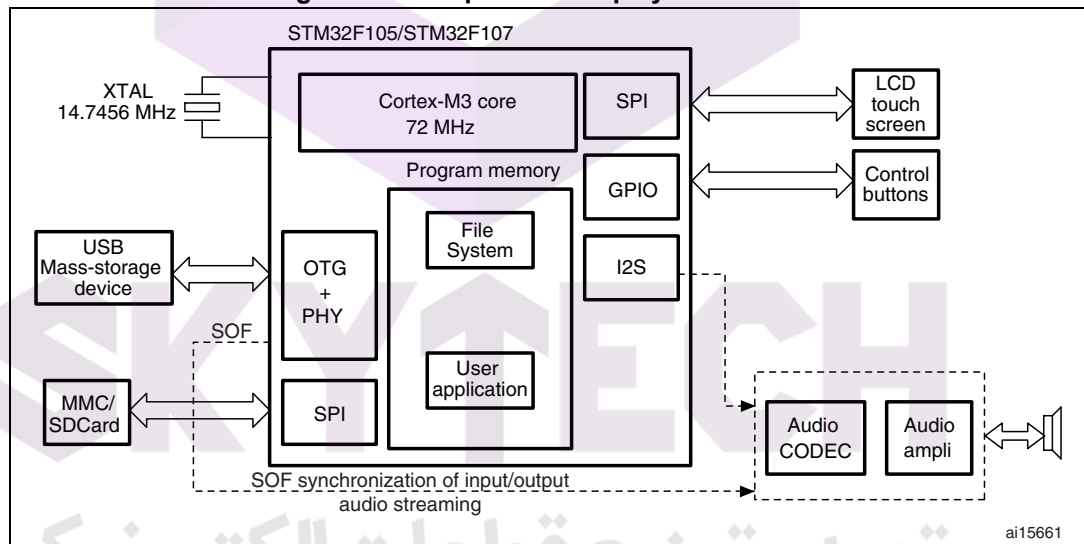 STM32F105/STM32F107
XTAL
14.7456 MHz
Cortex-M3 core
72 MHz
SPI
LCD
touch
screen
Program memory
GPIO
Control
buttons
File
System
USB
Mass-storage
device
OTG
+
PHY
I2S
SOF
User
application
MMC/
SDCard
SPI
Audio
CODEC
Audio
ampli
SOF synchronization of input/output
audio streaming
ai15661
SKYTECH